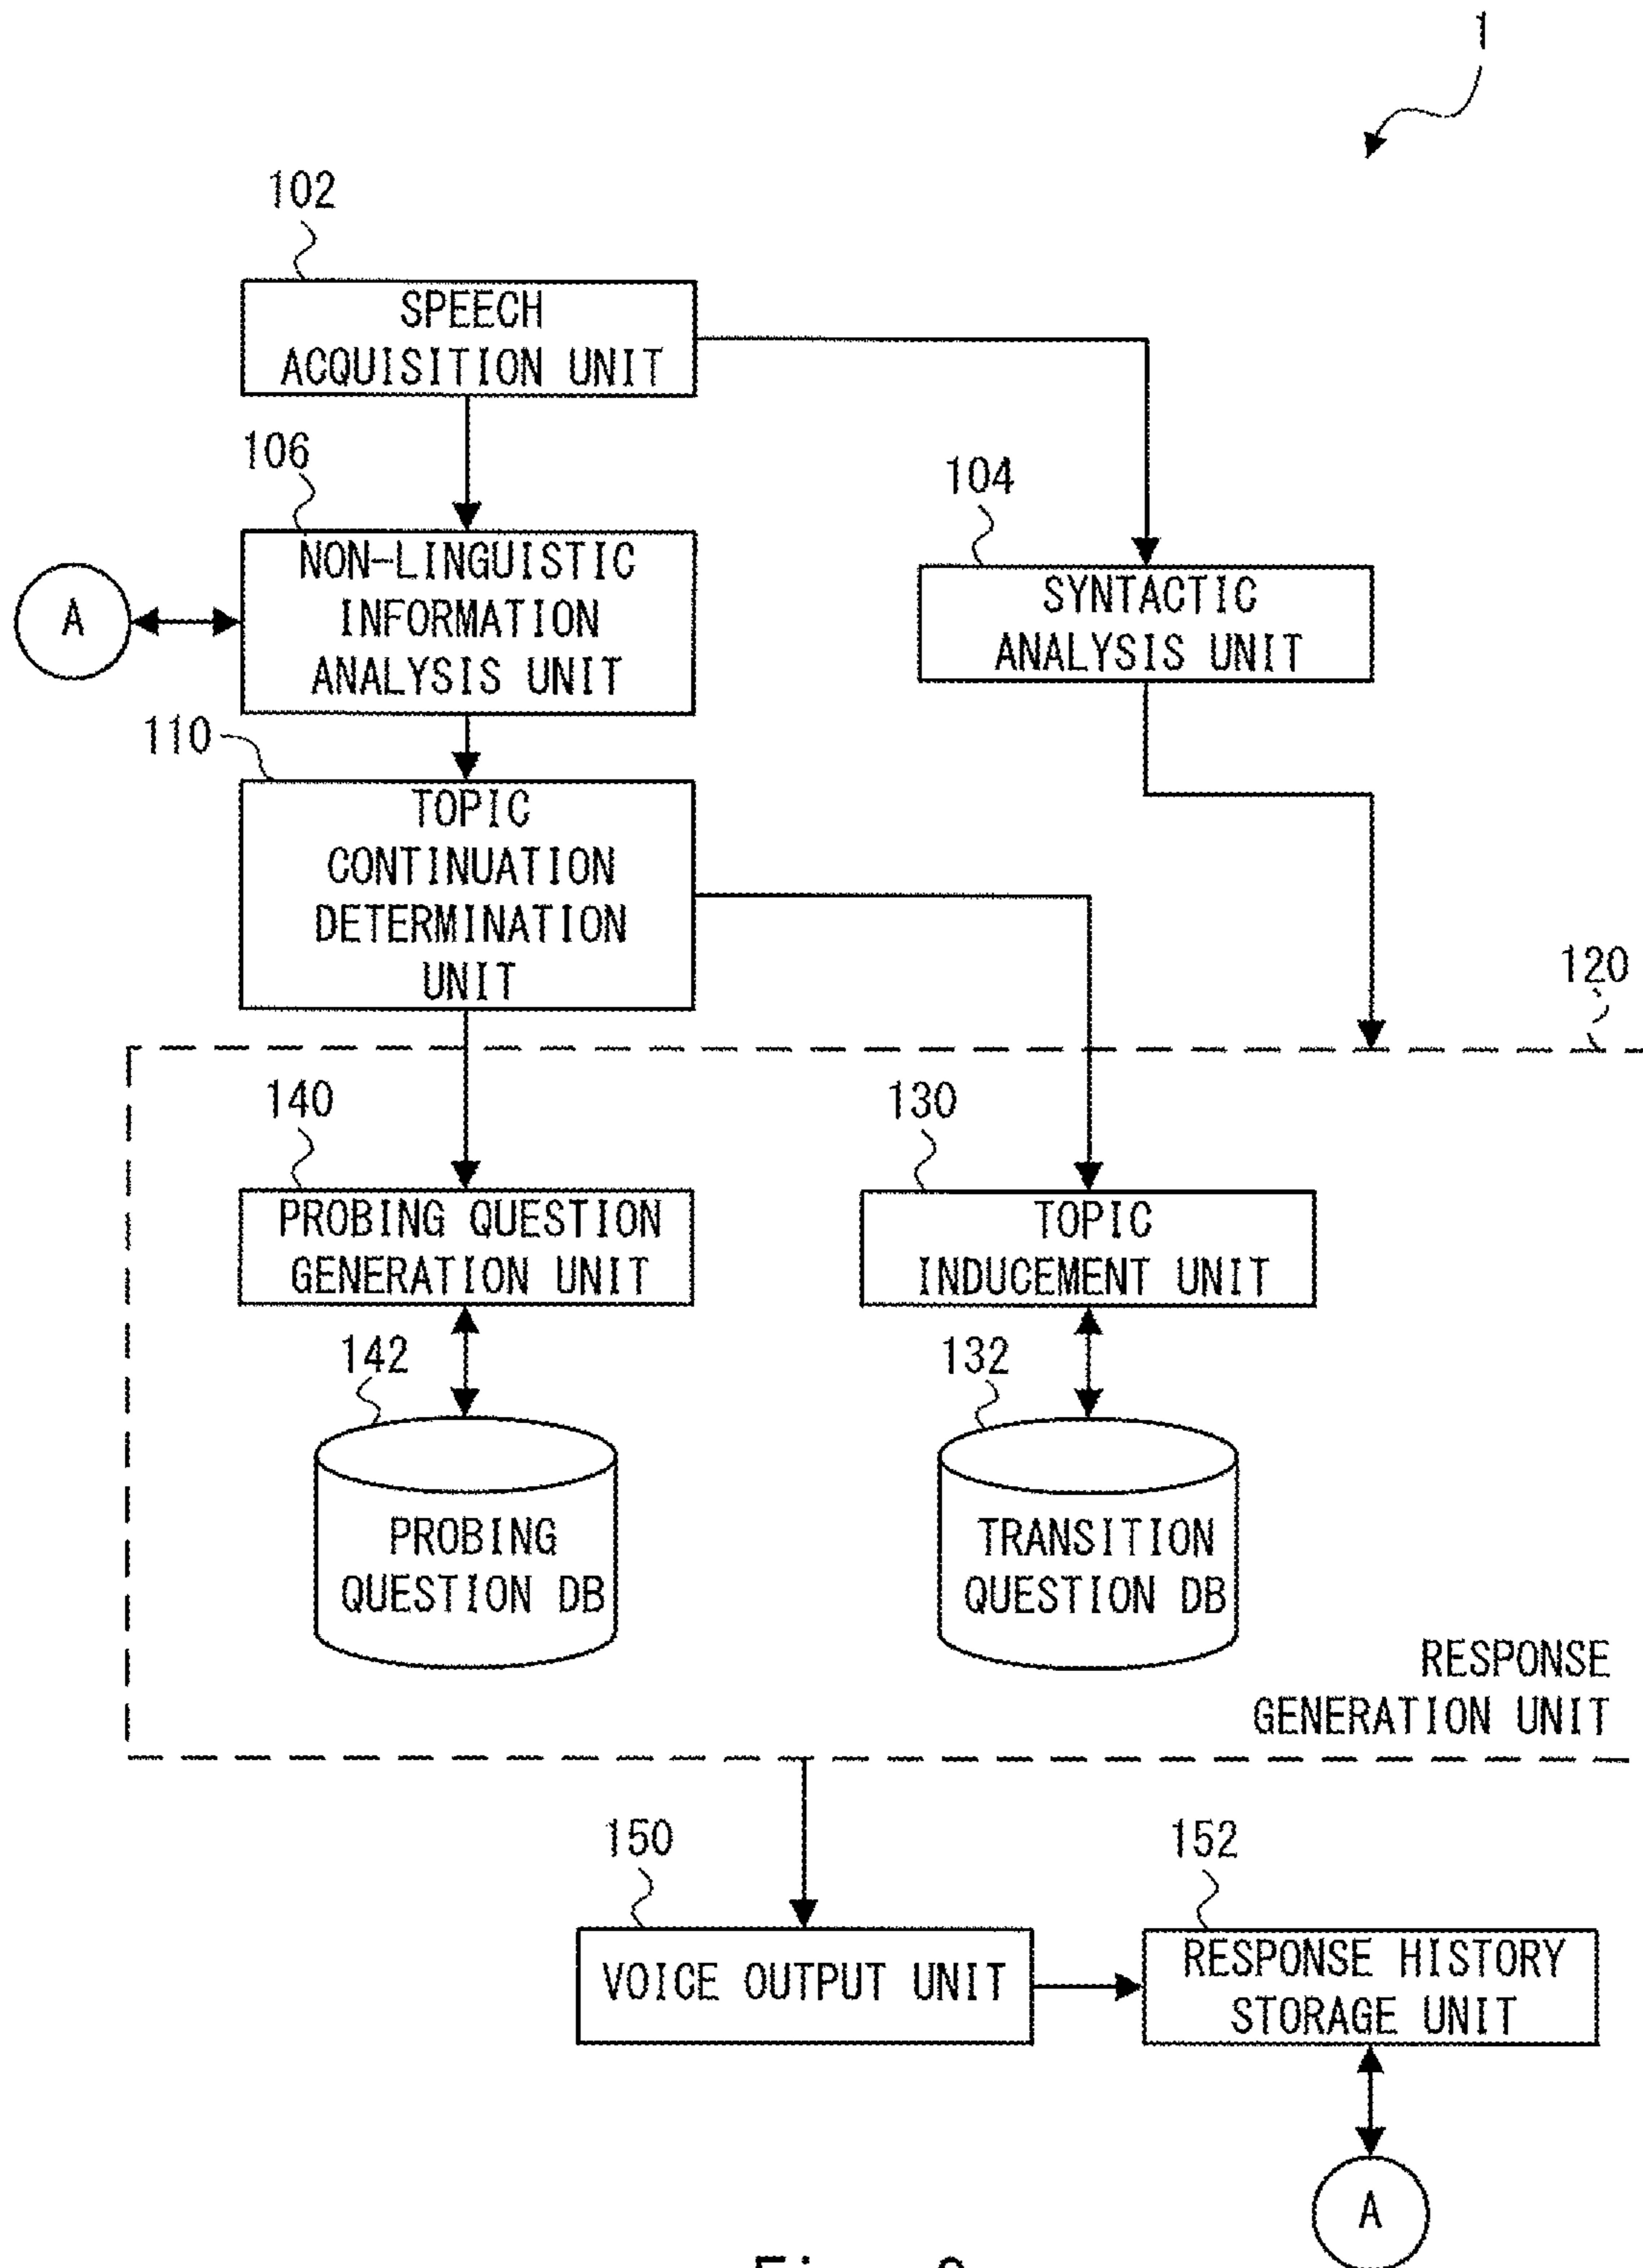 1
102
SPEECH
ACQUISITION UNIT
106
104
NON-LINGUISTIC
INFORMATION
ANALYSIS UNIT
A
SYNTACTIC
ANALYSIS UNIT
110
TOPIC
CONTINUATION
DETERMINATION
UNIT
120
140
130
PROBING QUESTION
GENERATION UNIT
TOPIC
INDUCEMENT UNIT
142
132
PROBING
QUESTION DB
TRANSITION
QUESTION DB
RESPONSE
GENERATION UNIT
150
152
VOICE OUTPUT UNIT
RESPONSE HISTORY
STORAGE UNIT
A